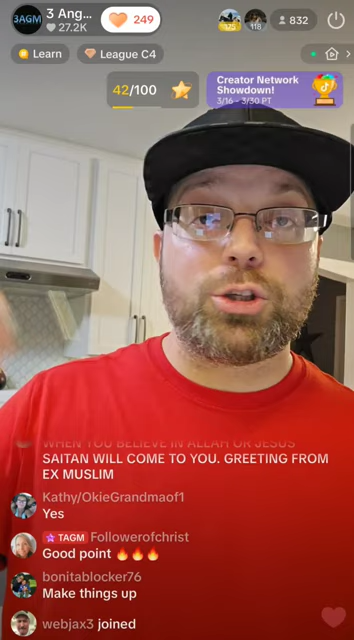 3AGM
3 Ang...
27.2K
249
125
118
832
Learn
League C4
42/100
Creator Network
Showdown!
3/16 - 3/30 PT
WHEN YOU BELIEVE IN ALLAH OR JESUS
SAITAN WILL COME TO YOU. GREETING FROM
EX MUSLIM
Kathy/OkieGrandmaof1
Yes
TAGM Followerofchrist
Good point 🔥🔥🔥
bonitablocker76
Make things up
webjax3 joined